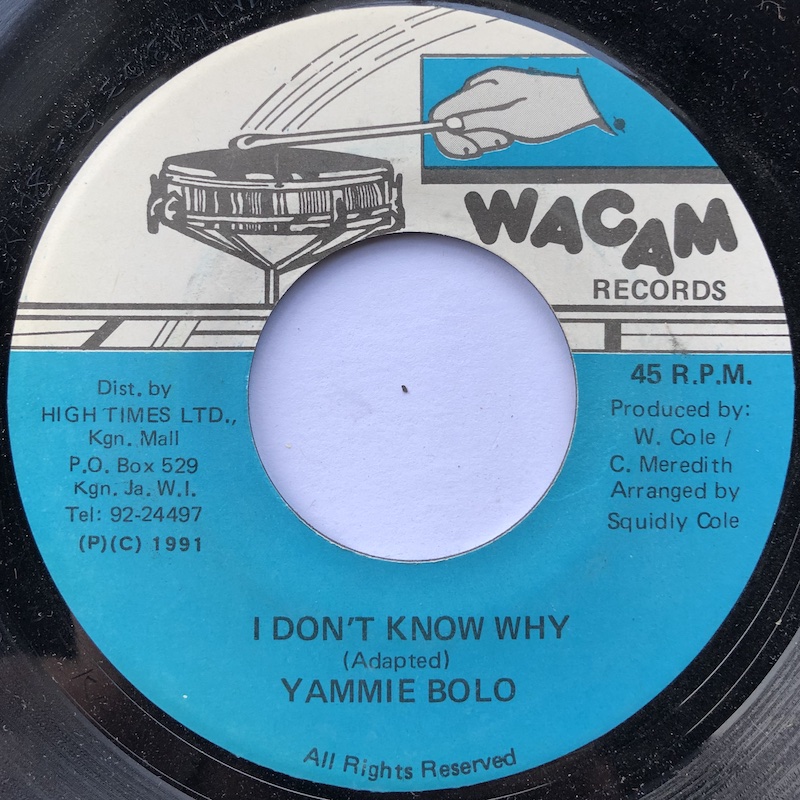 WACAM
RECORDS
Dist. by
HIGH TIMES LTD.,
Kgn. Mall
P.O. Box 529
Kgn. Ja. W.I.
Tel: 92-24497
(P)(C) 1991
45 R.P.M.
Produced by:
W. Cole /
C. Meredith
Arranged by
Squidly Cole
I DON'T KNOW WHY
(Adapted)
YAMMIE BOLO
All Rights Reserved